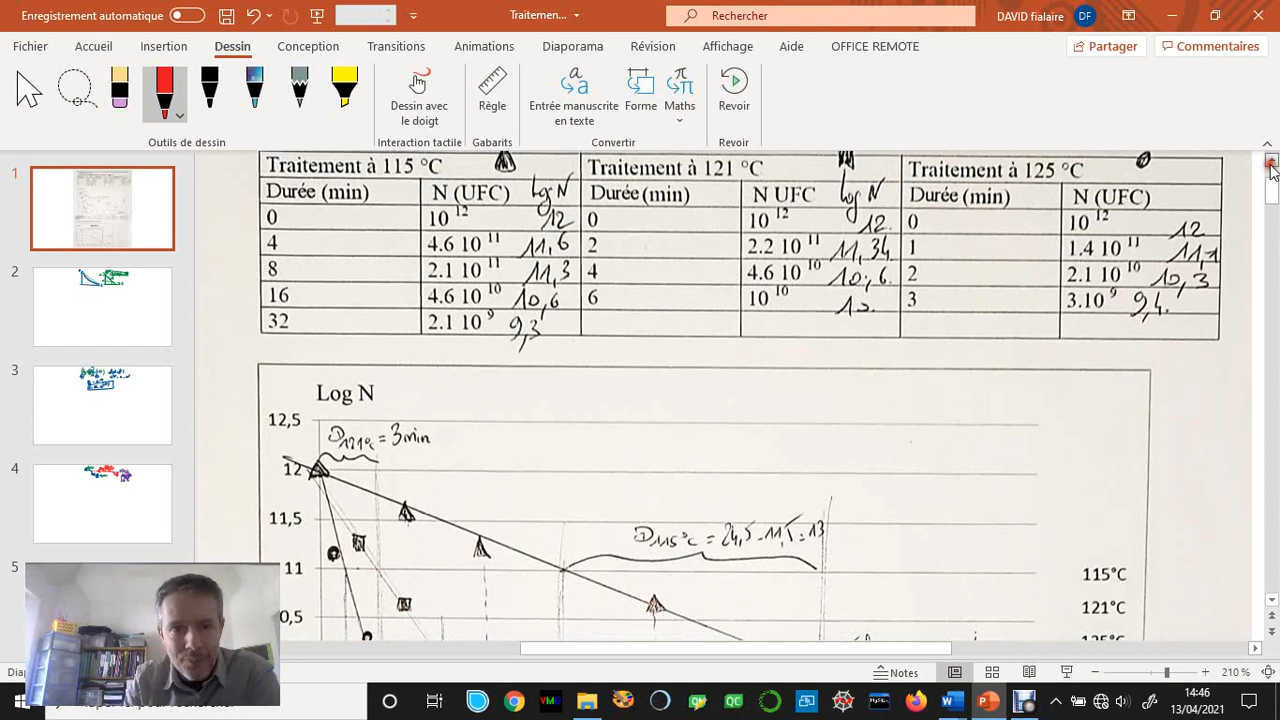 Enregistrement automatique
Traitemen...
Rechercher
DAVID fialaire
DF
Fichier
Accueil
Insertion
Dessin
Conception
Transitions
Animations
Diaporama
Révision
Affichage
Aide
OFFICE REMOTE
Partager
Commentaires
Dessin avec le doigt
Règle
Entrée manuscrite en texte
Forme
Maths
Revoir
Outils de dessin
Interaction tactile
Gabarits
Convertir
Revoir
1
2
3
4
5
Traitement à 115 °C
Traitement à 121 °C
Traitement à 125 °C
Durée (min)
N (UFC)
log N
Durée (min)
N UFC
log N
Durée (min)
N (UFC)
0
10 12
12
0
10 12
12
0
10 12
12
4
4.6 10 11
11,6
2
2.2 10 11
11,34
1
1.4 10 11
11,1
8
2.1 10 11
11,3
4
4.6 10 10
10,6
2
2.1 10 10
10,3
16
4.6 10 10
10,6
6
10 10
10
3
3.10 9
9,4
32
2.1 10 9
9,3
Log N
12,5
D121°C = 3min
12
11,5
D115°C = 24,5 - 11,5 = 13
11
115°C
121°C
0,5
Notes
210 %
14:46
13/04/2021